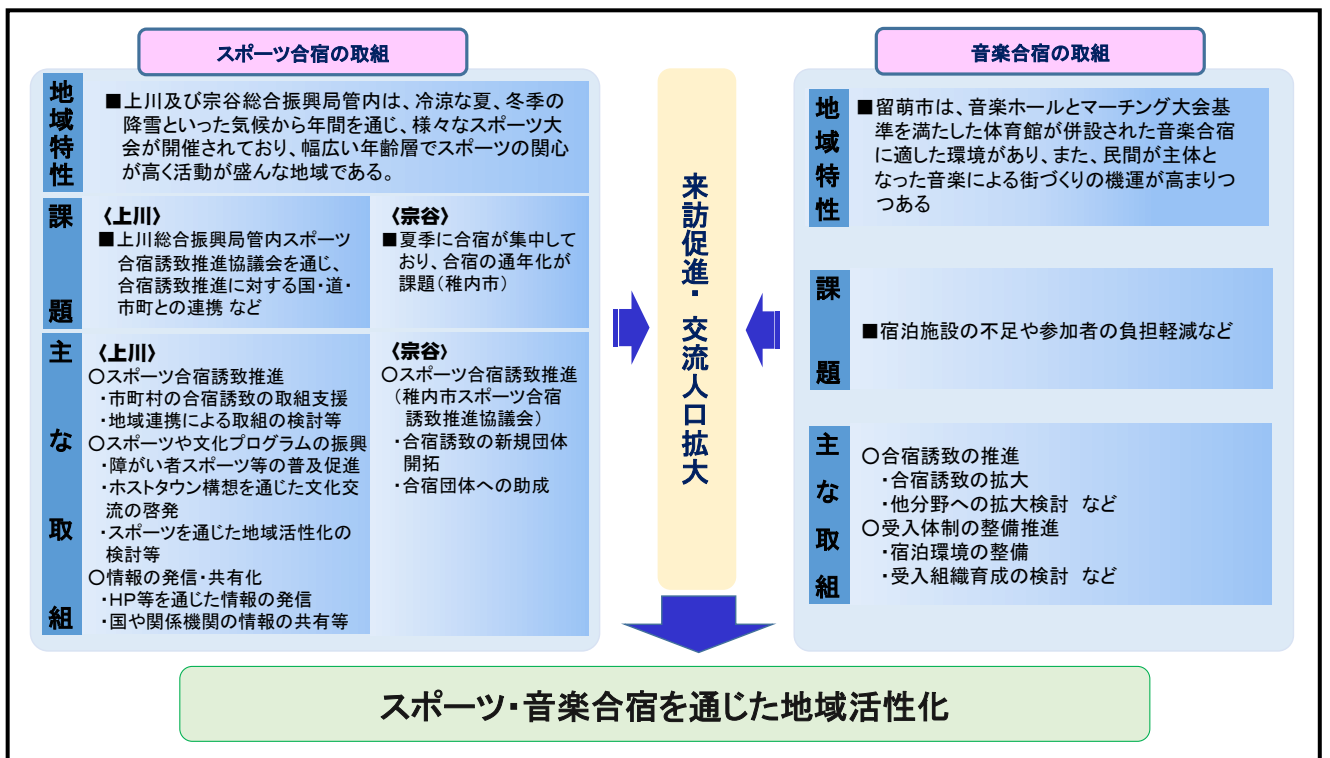 スポーツ合宿の取組
地域特性
■上川及び宗谷総合振興局管内は、冷涼な夏、冬季の
降雪といった気候から年間を通じ、様々なスポーツ大
会が開催されており、幅広い年齢層でスポーツの関心
が高く活動が盛んな地域である。
課題
〈上川〉
■上川総合振興局管内スポーツ
合宿誘致推進協議会を通じ、
合宿誘致推進に対する国・道・
市町との連携 など
〈宗谷〉
■夏季に合宿が集中して
おり、合宿の通年化が
課題(稚内市)
主な取組
〈上川〉
○スポーツ合宿誘致推進
・市町村の合宿誘致の取組支援
・地域連携による取組の検討等
○スポーツや文化プログラムの振興
・障がい者スポーツ等の普及促進
・ホストタウン構想を通じた文化交
流の啓発
・スポーツを通じた地域活性化の
検討等
○情報の発信・共有化
・HP等を通じた情報の発信
・国や関係機関の情報の共有等
〈宗谷〉
○スポーツ合宿誘致推進
(稚内市スポーツ合宿
誘致推進協議会)
・合宿誘致の新規団体
開拓
・合宿団体への助成
来訪促進・交流人口拡大
音楽合宿の取組
地域特性
■留萌市は、音楽ホールとマーチング大会基
準を満たした体育館が併設された音楽合宿
に適した環境があり、また、民間が主体と
なった音楽による街づくりの機運が高まりつ
つある
課題
■宿泊施設の不足や参加者の負担軽減など
主な取組
○合宿誘致の推進
・合宿誘致の拡大
・他分野への拡大検討 など
○受入体制の整備推進
・宿泊環境の整備
・受入組織育成の検討 など
スポーツ・音楽合宿を通じた地域活性化